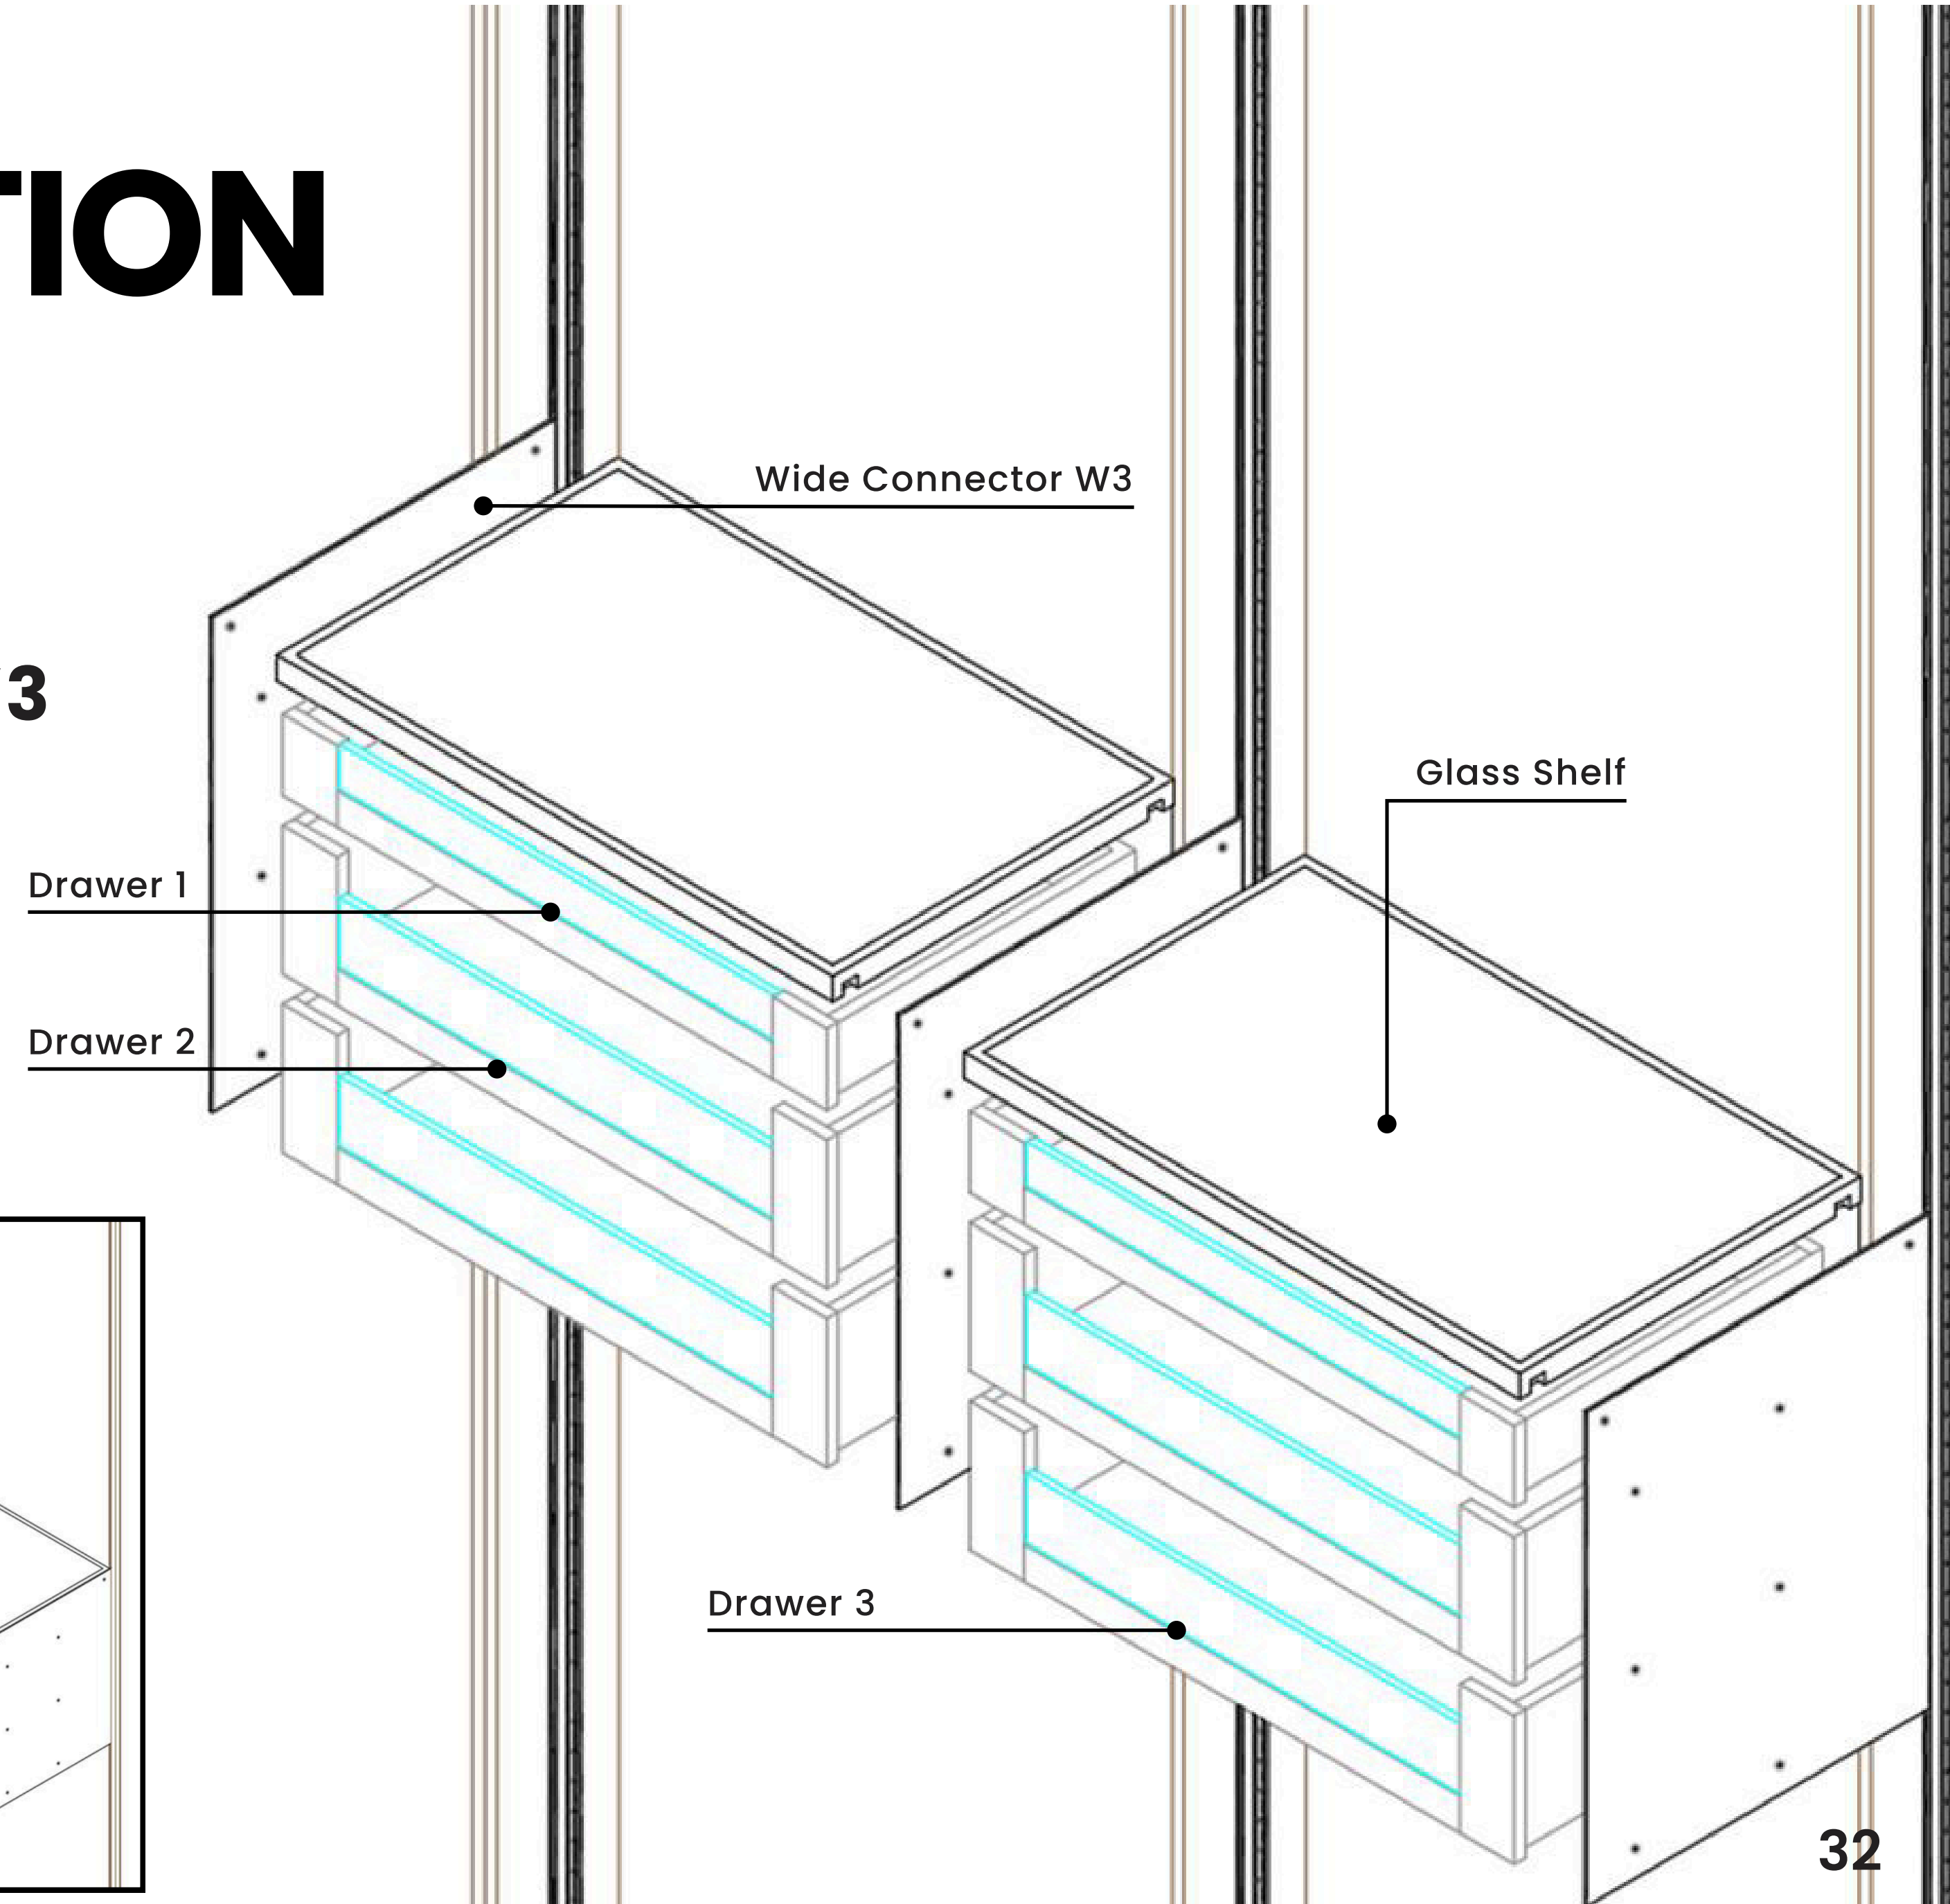 TION
Wide Connector W3
3
Glass Shelf
Drawer 1
Drawer 2
Drawer 3
32